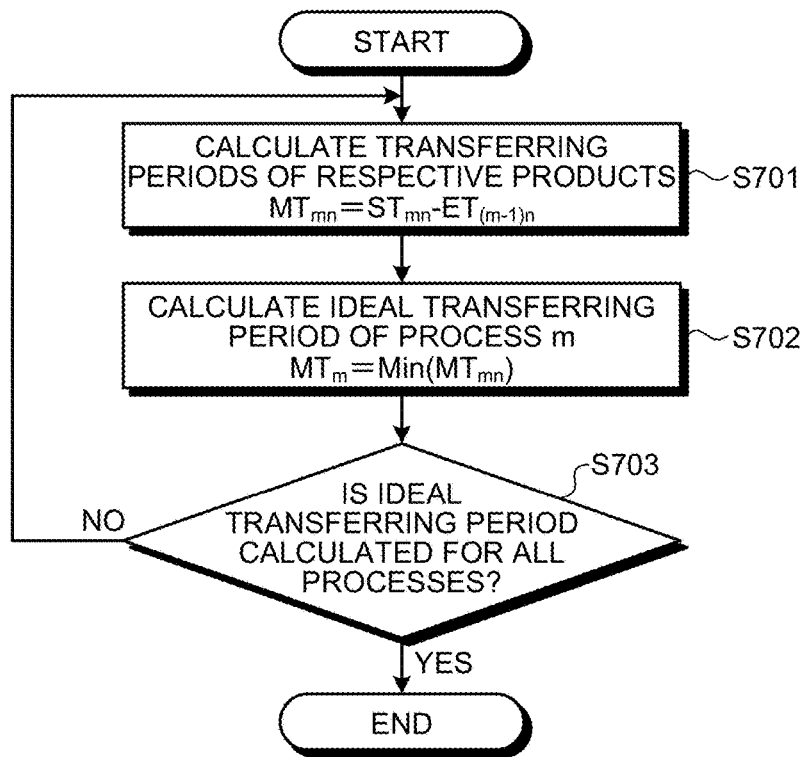 START
CALCULATE TRANSFERRING
PERIODS OF RESPECTIVE PRODUCTS
MTmn=STmn-ET(m-1)n
S701
CALCULATE IDEAL TRANSFERRING
PERIOD OF PROCESS m
MTm=Min(MTmn)
S702
S703
IS IDEAL
TRANSFERRING PERIOD
CALCULATED FOR ALL
PROCESSES?
NO
YES
END